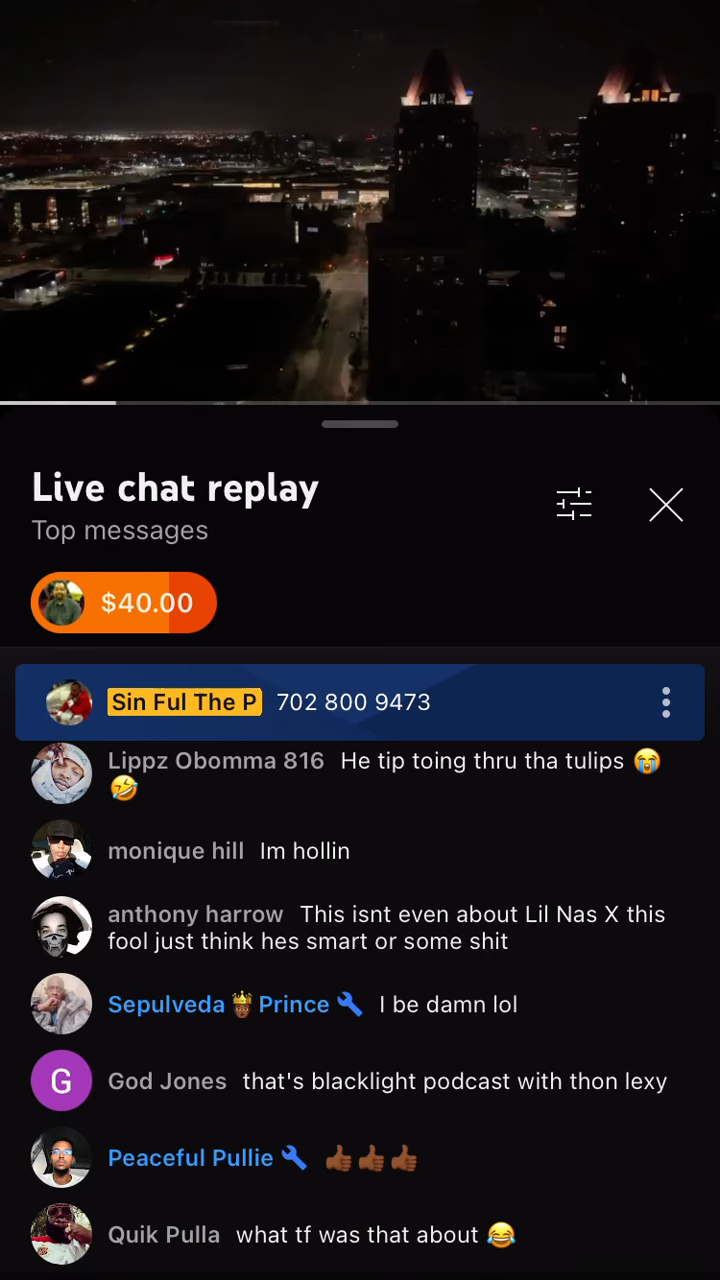 Live chat replay
Top messages
$40.00
Sin Ful The P 702 800 9473
Lippz Obomma 816 He tip toing thru tha tulips 😭
🤣
monique hill Im hollin
anthony harrow This isnt even about Lil Nas X this
fool just think hes smart or some shit
Sepulveda 🤴🏾 Prince I be damn lol
G God Jones that's blacklight podcast with thon lexy
Peaceful Pullie 👍🏾👍🏾👍🏾
Quik Pulla what tf was that about 😂